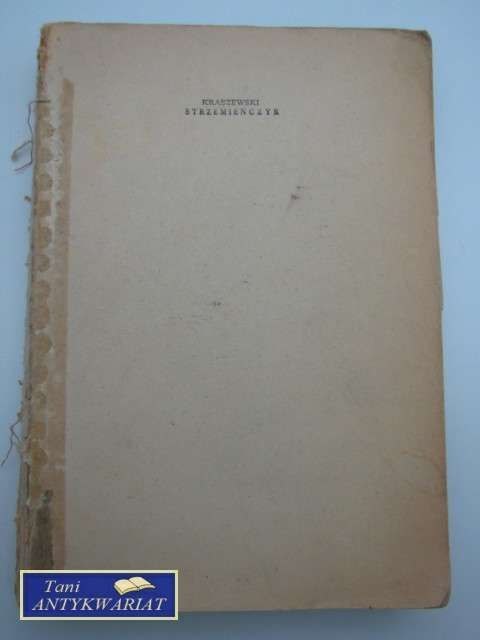 KRASZEWSKI
STRZEMIEŃCZYK
Tani
ANTYKWARIAT